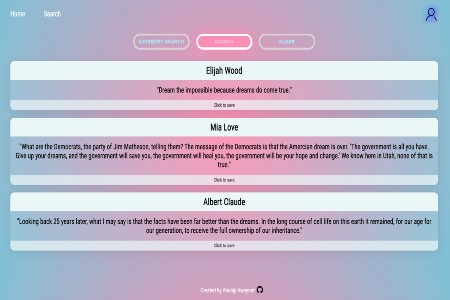 Home Search
CATEGORY SEARCH SEARCH CLEAR
Elijah Wood
"Dream the impossible because dreams do come true."
Click to save
Mia Love
"What are the Democrats, the party of Jim Matheson, telling them? The message of the Democrats is that the Amercian dream is over. 'The government is all you have.
Give up your dreams, and the government will save you, the government will heal you, the government will be your hope and change.' We know here in Utah, none of that is
true."
Click to save
Albert Claude
"Looking back 25 years later, what I may say is that the facts have been far better than the dreams. In the long course of cell life on this earth it remained, for our age for
our generation, to receive the full ownership of our inheritance."
Click to save
Created by